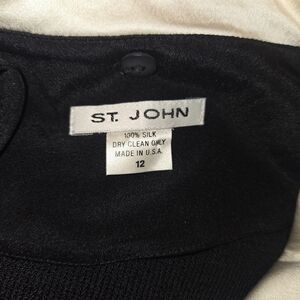 ST. JOHN
100% SILK
DRY CLEAN ONLY
MADE IN U.S.A.
12